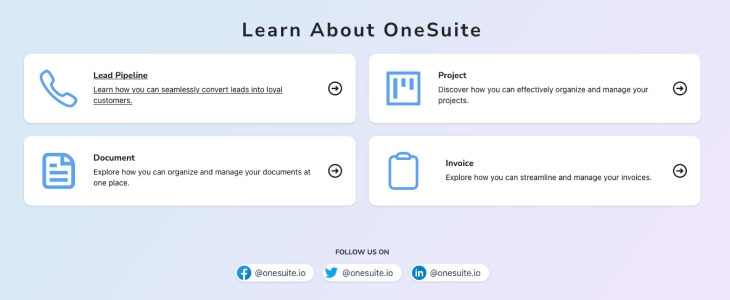 Learn About OneSuite
Lead Pipeline
Learn how you can seamlessly convert leads into loyal
customers.
Project
Discover how you can effectively organize and manage your
projects.
Document
Explore how you can organize and manage your documents at
one place.
Invoice
Explore how you can streamline and manage your invoices.
FOLLOW US ON
@onesuite.io
@onesuite.io
@onesuite.io